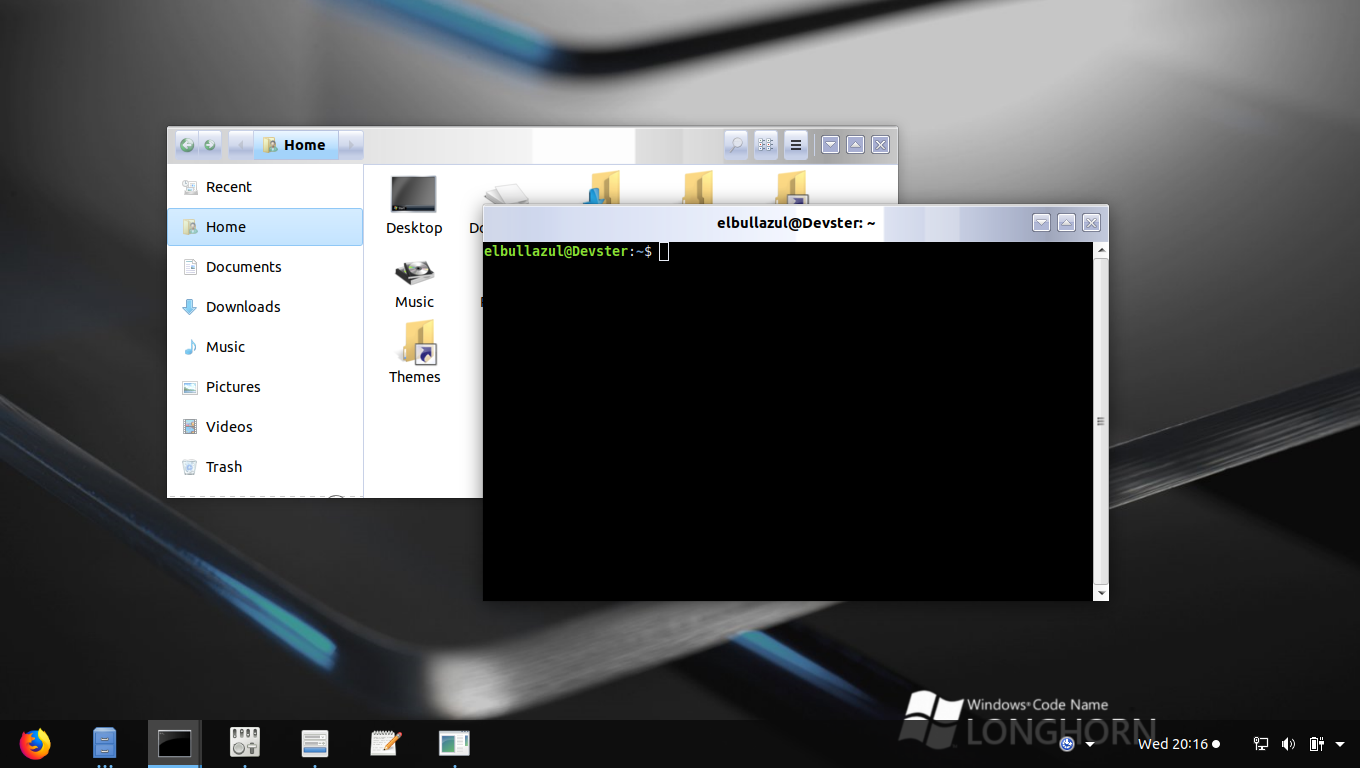 Home
Recent
Home
Documents
Downloads
Music
Pictures
Videos
Trash
Desktop
Music
Themes
elbullazul@Devster: ~
elbullazul@Devster:~$
Windows® Code Name
LONGHORN
Wed 20:16